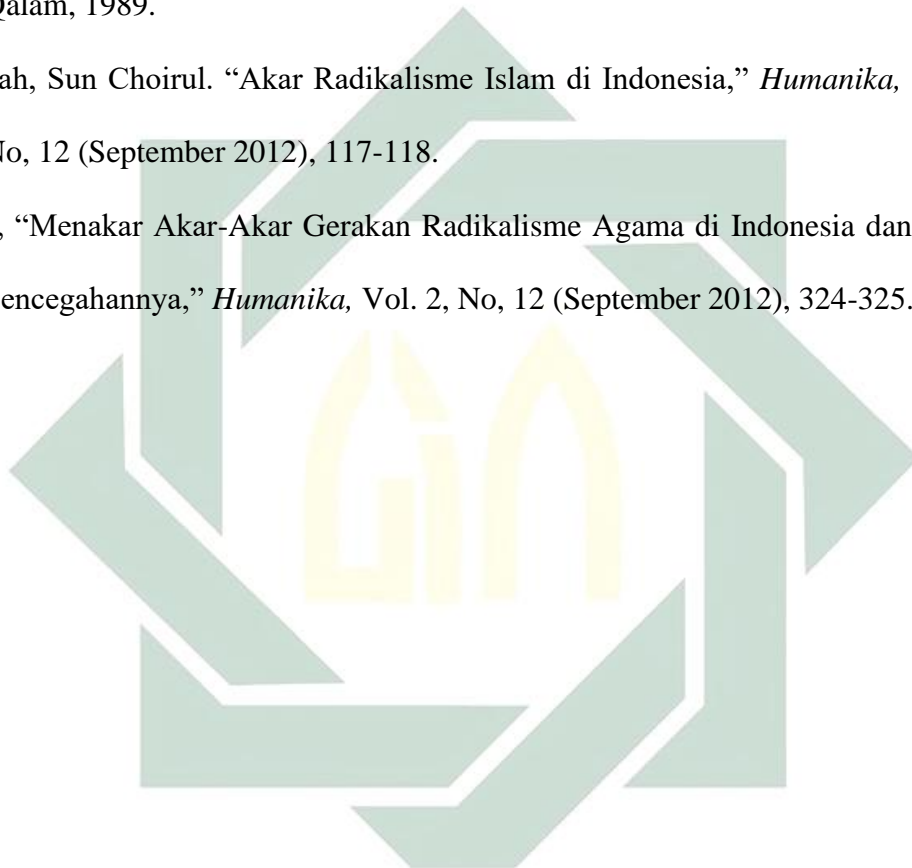 Qalam, 1989.
ah, Sun Choirul. “Akar Radikalisme Islam di Indonesia,” Humanika,
No, 12 (September 2012), 117-118.
, “Menakar Akar-Akar Gerakan Radikalisme Agama di Indonesia dan
encegahannya,” Humanika, Vol. 2, No, 12 (September 2012), 324-325.